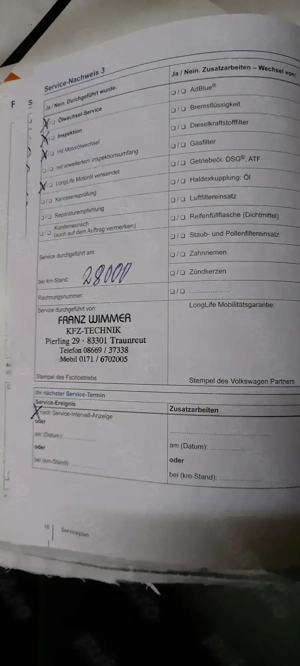 Service-Nachweis 3
Ja / Nein. Durchgeführt wurde:
Ölwechsel-Service
Inspektion
mit Motorölwechsel
mit erweitertem Inspektionsumfang
LongLife Motoröl verwendet
Karosserieprüfung
Reparaturempfehlung
Kundenwunsch
(auch auf dem Auftrag vermerken)
Service durchgeführt am:
bei km-Stand: 28000
Rechnungsnummer:
Service durchgeführt von:
FRANZ WIMMER
KFZ-TECHNIK
Pierling 29 · 83301 Traunreut
Telefon 08669 / 37338
Mobil 0171 / 6702005
Stempel des Fachbetriebs
Ja / Nein. Zusatzarbeiten – Wechsel von:
AdBlue®
Bremsflüssigkeit
Dieselkraftstofffilter
Gasfilter
Getriebeöl: DSG®, ATF
Haldexkupplung: Öl
Luftfiltereinsatz
Reifenfüllflasche (Dichtmittel)
Staub- und Pollenfiltereinsatz
Zahnriemen
Zündkerzen
LongLife Mobilitätsgarantie:
Stempel des Volkswagen Partners
Ihr nächster Service-Termin
Service-Ereignis
nach Service-Intervall-Anzeige
oder
am (Datum):
oder
bei (km-Stand):
Zusatzarbeiten
am (Datum):
oder
bei (km-Stand):
16 Serviceplan